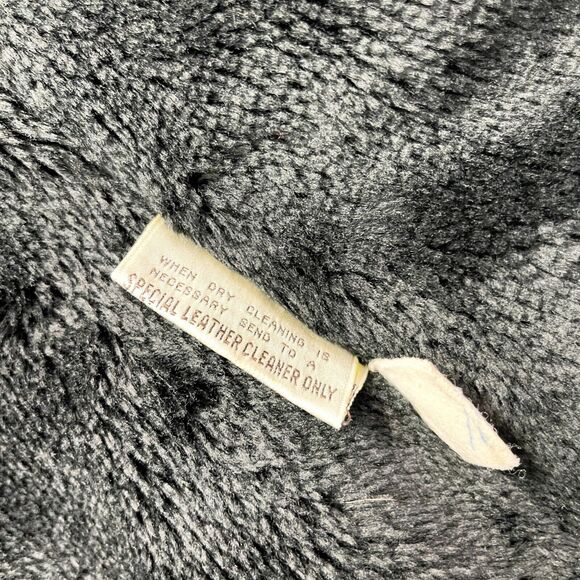 WHEN DRY CLEANING IS
NECESSARY SEND TO A
SPECIAL LEATHER CLEANER ONLY